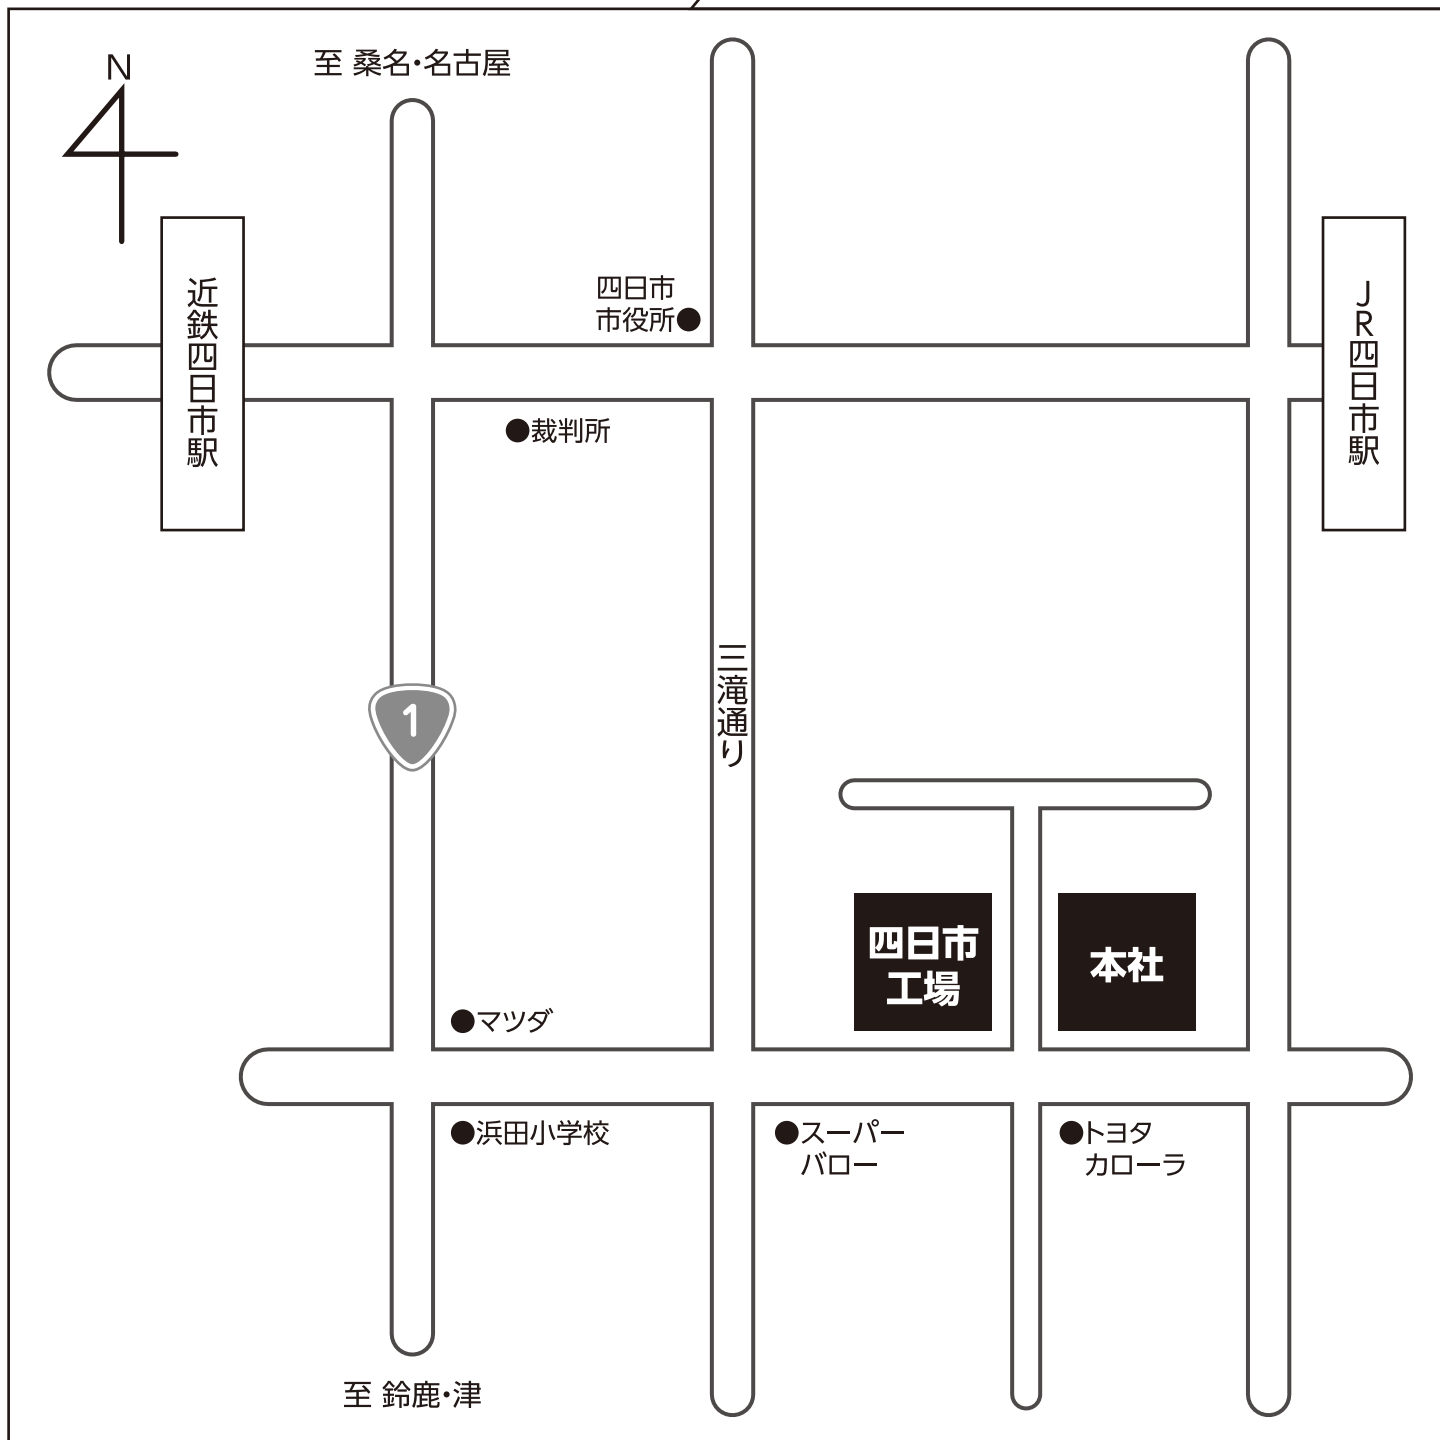 N
至 桑名・名古屋
四日市
市役所
近鉄四日市駅
JR四日市駅
裁判所
三滝通り
1
四日市
工場
本社
マツダ
浜田小学校
スーパー
バロー
トヨタ
カローラ
至 鈴鹿・津